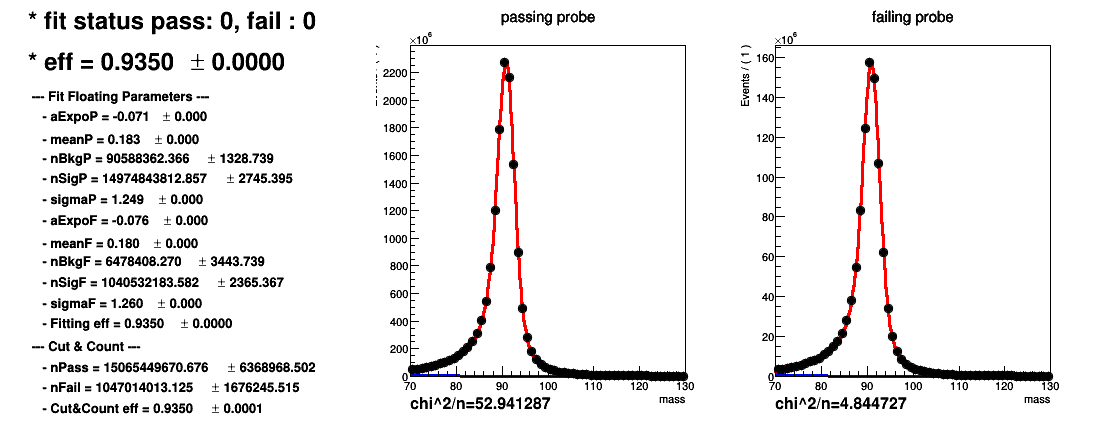 * fit status pass: 0, fail : 0
* eff = 0.9350 ± 0.0000
--- Fit Floating Parameters ---
- aExpoP = -0.071 ± 0.000
- meanP = 0.183 ± 0.000
- nBkgP = 90588362.366 ± 1328.739
- nSigP = 14974843812.857 ± 2745.395
- sigmaP = 1.249 ± 0.000
- aExpoF = -0.076 ± 0.000
- meanF = 0.180 ± 0.000
- nBkgF = 6478408.270 ± 3443.739
- nSigF = 1040532183.582 ± 2365.367
- sigmaF = 1.260 ± 0.000
- Fitting eff = 0.9350 ± 0.0000
--- Cut & Count ---
- nPass = 15065449670.676 ± 6368968.502
- nFail = 1047014013.125 ± 1676245.515
- Cut&Count eff = 0.9350 ± 0.0001
passing probe
×10^6
2200
2000
1800
1600
1400
1200
1000
800
600
400
200
0
70 80 90 100 110 120 130
mass
chi^2/n=52.941287
failing probe
×10^6
Events / ( 1 )
160
140
120
100
80
60
40
20
0
70 80 90 100 110 120 130
mass
chi^2/n=4.844727